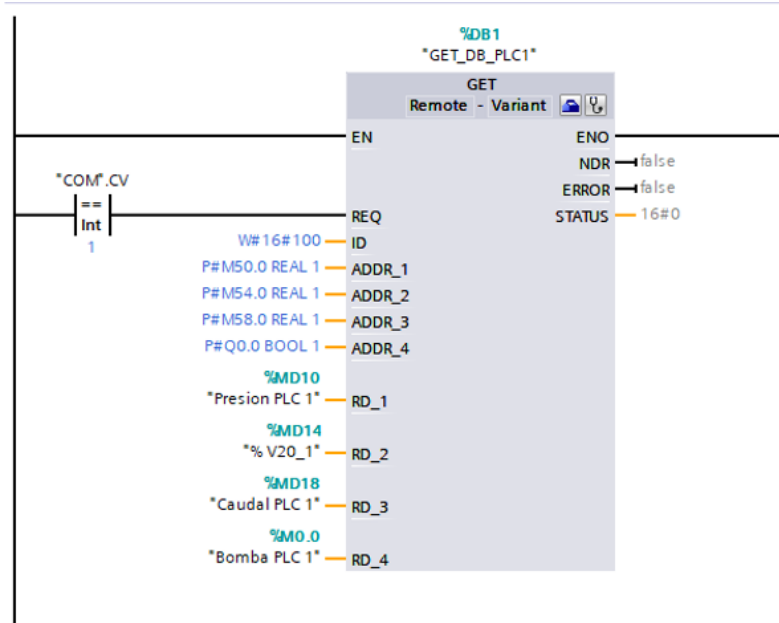 %DB1
"GET_DB_PLC1"
GET
Remote - Variant
EN ENO
NDR false
"COM".CV
ERROR false
==
Int
1
REQ STATUS 16#0
W#16#100 ID
P#M50.0 REAL 1 ADDR_1
P#M54.0 REAL 1 ADDR_2
P#M58.0 REAL 1 ADDR_3
P#Q0.0 BOOL 1 ADDR_4
%MD10
"Presion PLC 1" RD_1
%MD14
"% V20_1" RD_2
%MD18
"Caudal PLC 1" RD_3
%M0.0
"Bomba PLC 1" RD_4